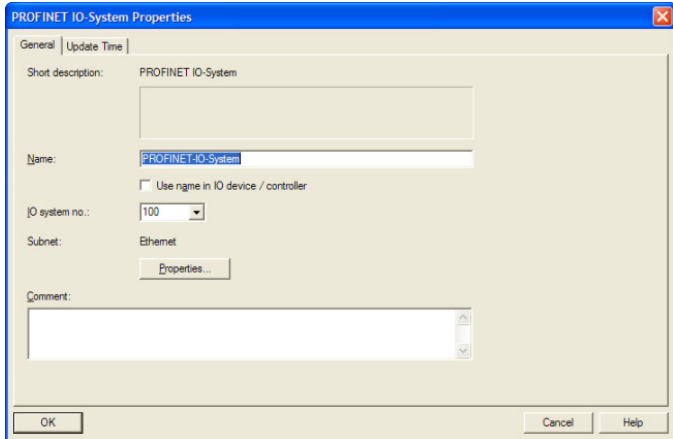 PROFINET IO-System Properties
General
Update Time
Short description: PROFINET IO-System
Name: PROFINET-IO-System
Use name in IO device / controller
IO system no.: 100
Subnet: Ethernet
Properties...
Comment:
OK Cancel Help